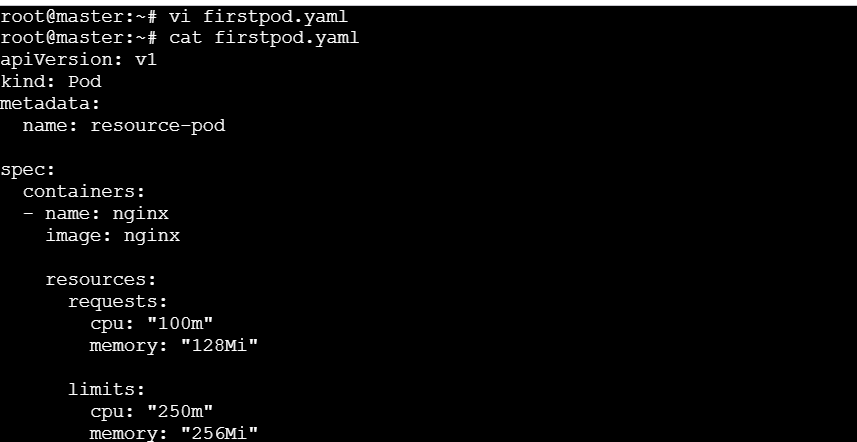 root@master:~# vi firstpod.yaml
root@master:~# cat firstpod.yaml
apiVersion: v1
kind: Pod
metadata:
  name: resource-pod

spec:
  containers:
  - name: nginx
    image: nginx

    resources:
      requests:
        cpu: "100m"
        memory: "128Mi"

      limits:
        cpu: "250m"
        memory: "256Mi"